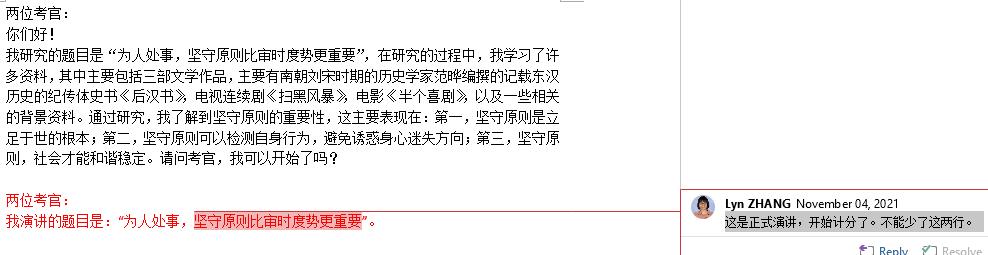 两位考官：
你们好！
我研究的题目是“为人处事，坚守原则比审时度势更重要”，在研究的过程中，我学习了许
多资料，其中主要包括三部文学作品，主要有南朝刘宋时期的历史学家范晔编撰的记载东汉
历史的纪传体史书《后汉书》，电视连续剧《扫黑风暴》，电影《半个喜剧》，以及一些相关
的背景资料。通过研究，我了解到坚守原则的重要性，这主要表现在：第一，坚守原则是立
足于世的根本；第二，坚守原则可以检测自身行为，避免诱惑身心迷失方向；第三，坚守原
则，社会才能和谐稳定。请问考官，我可以开始了吗？
两位考官：
我演讲的题目是：“为人处事，坚守原则比审时度势更重要”。
Lyn ZHANG November 04, 2021
这是正式演讲，开始计分了。不能少了这两行。
Reply Resolve